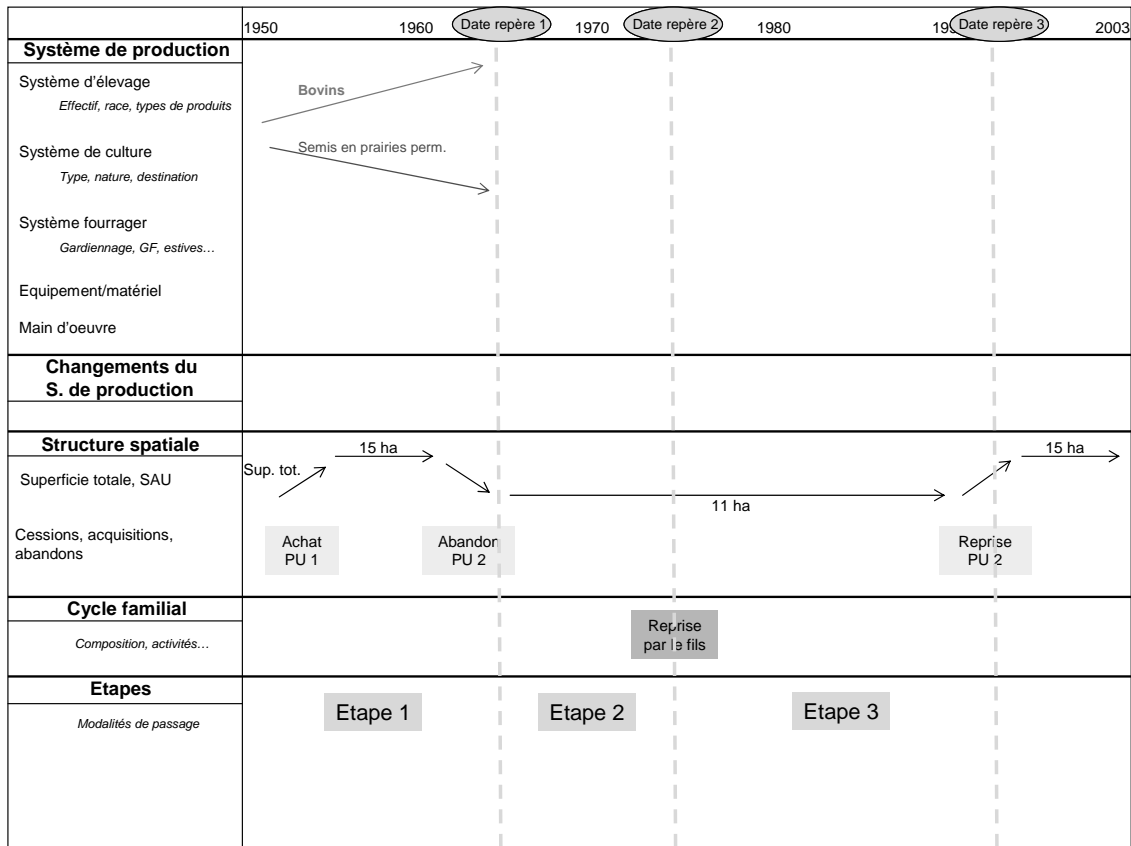 1950 1960 Date repère 1 1970 Date repère 2 1980 199 Date repère 3 2003
Système de production
Système d'élevage
Effectif, race, types de produits
Bovins
Système de culture
Semis en prairies perm.
Type, nature, destination
Système fourrager
Gardiennage, GF, estives…
Equipement/matériel
Main d'oeuvre
Changements du
S. de production
Structure spatiale
15 ha
15 ha
Sup. tot.
Superficie totale, SAU
11 ha
Cessions, acquisitions,
abandons
Achat
PU 1
Abandon
PU 2
Reprise
PU 2
Cycle familial
Composition, activités…
Reprise
par le fils
Etapes
Modalités de passage
Etape 1
Etape 2
Etape 3